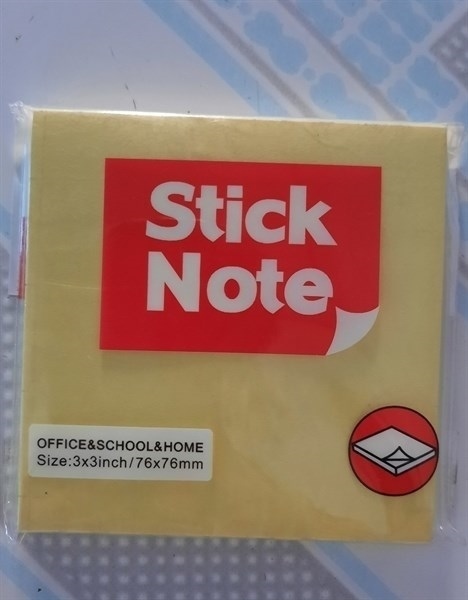 Stick
Note
OFFICE&SCHOOL&HOME
Size:3x3inch/76x76mm